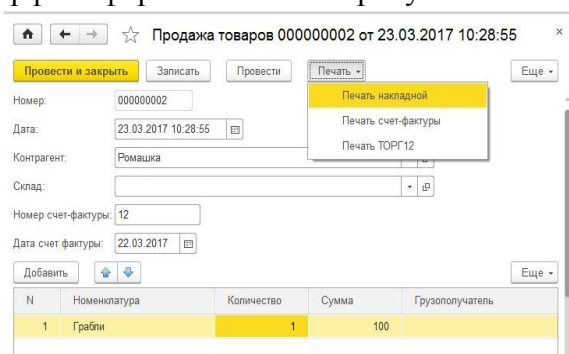 Продажа товаров 000000002 от 23.03.2017 10:28:55
Провести и закрыть Записать Провести Печать Еще
Печать накладной
Печать счет-фактуры
Печать ТОРГ12
Номер: 000000002
Дата: 23.03.2017 10:28:55
Контрагент: Ромашка
Склад:
Номер счет-фактуры: 12
Дата счет фактуры: 22.03.2017
Добавить Еще
N Номенклатура Количество Сумма Грузополучатель
1 Грабли 1 100